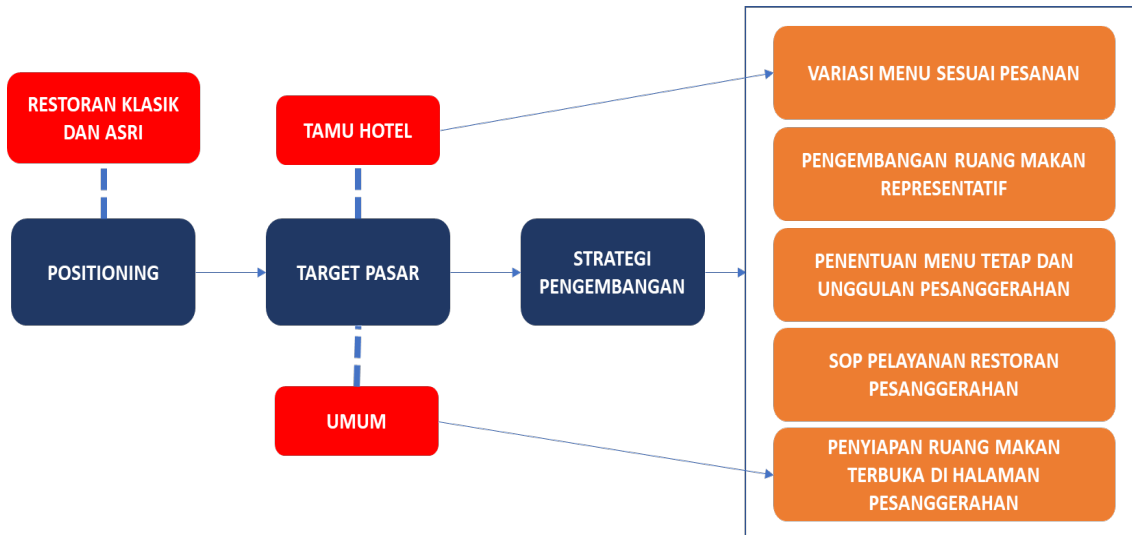 RESTORAN KLASIK
DAN ASRI
POSITIONING
TAMU HOTEL
TARGET PASAR
UMUM
STRATEGI
PENGEMBANGAN
VARIASI MENU SESUAI PESANAN
PENGEMBANGAN RUANG MAKAN
REPRESENTATIF
PENENTUAN MENU TETAP DAN
UNGGULAN PESANGGERAHAN
SOP PELAYANAN RESTORAN
PESANGGERAHAN
PENYIAPAN RUANG MAKAN
TERBUKA DI HALAMAN
PESANGGERAHAN